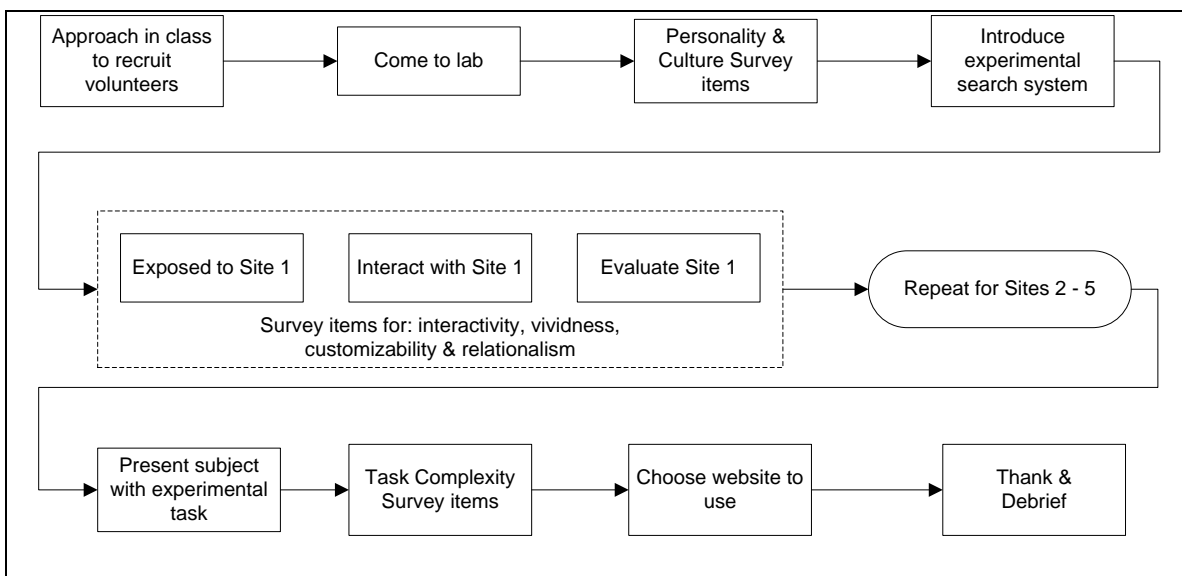 Approach in class
to recruit
volunteers
Come to lab
Personality &
Culture Survey
items
Introduce
experimental
search system
Exposed to Site 1
Interact with Site 1
Evaluate Site 1
Survey items for: interactivity, vividness,
customizability & relationalism
Repeat for Sites 2 - 5
Present subject
with experimental
task
Task Complexity
Survey items
Choose website to
use
Thank &
Debrief